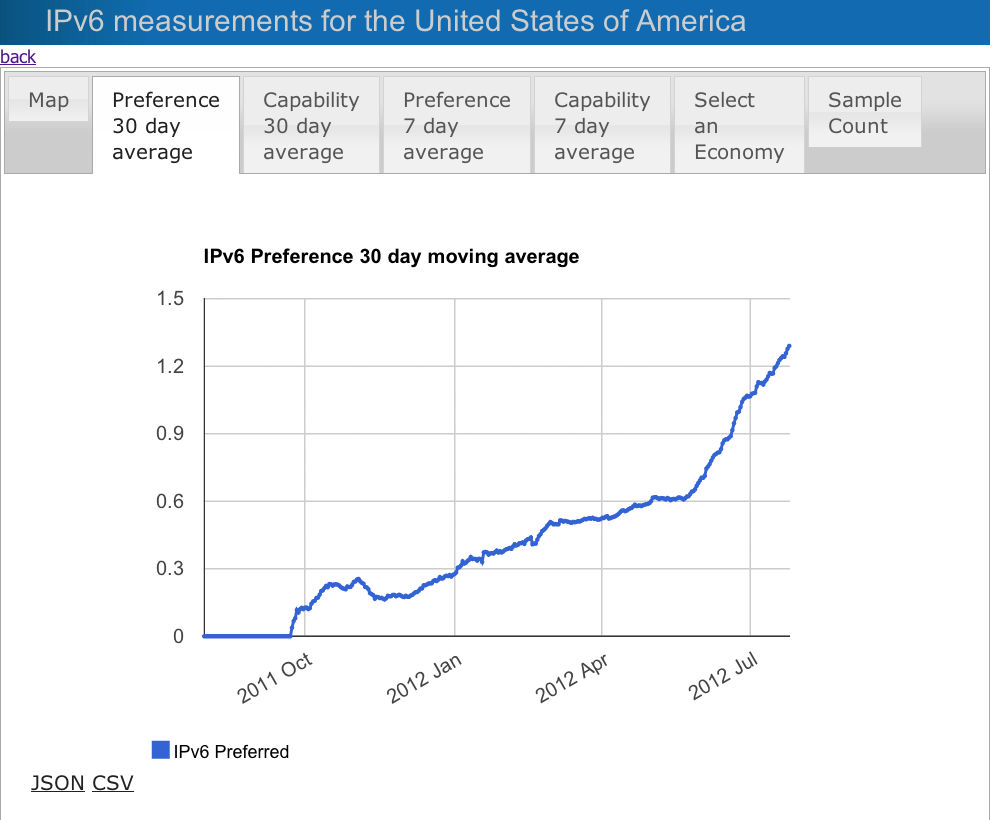 IPv6 measurements for the United States of America
back
Map
Preference
30 day
average
Capability
30 day
average
Preference
7 day
average
Capability
7 day
average
Select
an
Economy
Sample
Count
IPv6 Preference 30 day moving average
1.5
1.2
0.9
0.6
0.3
0
2011 Oct
2012 Jan
2012 Apr
2012 Jul
IPv6 Preferred
JSON CSV